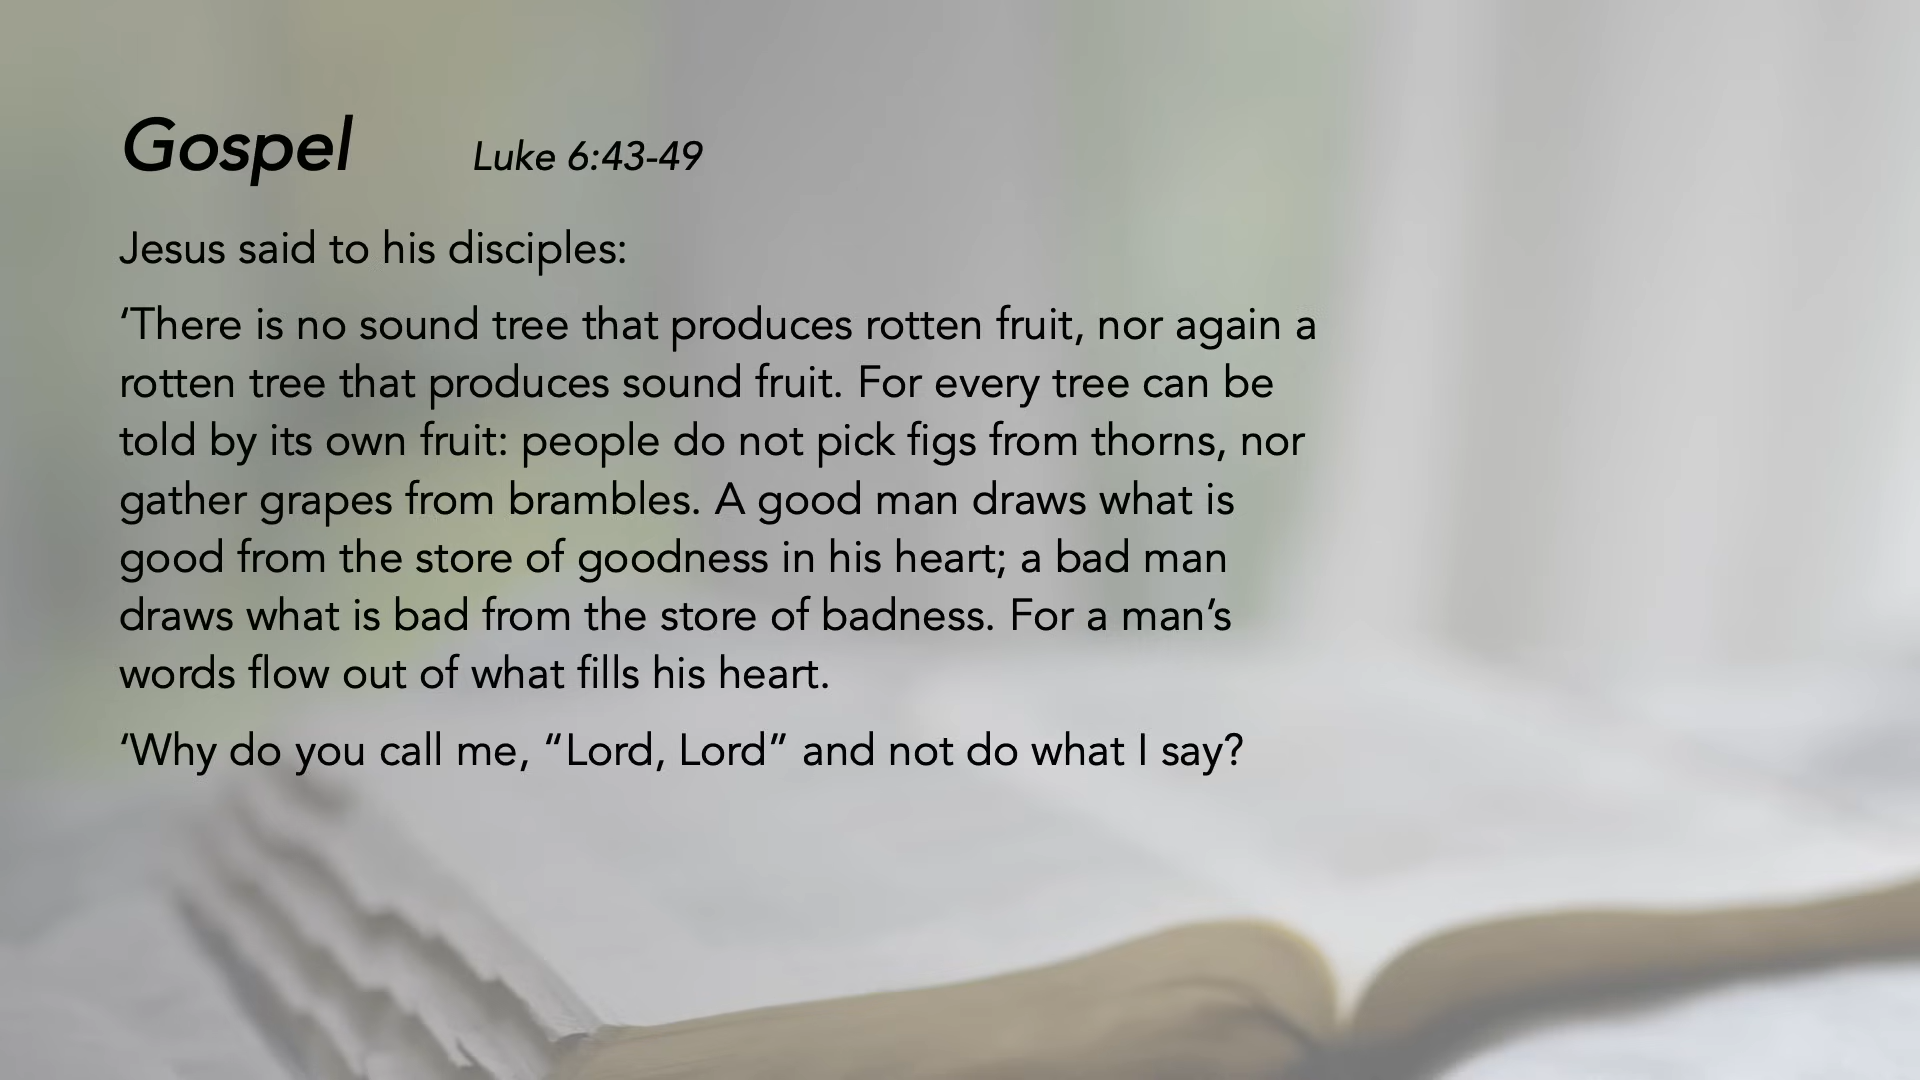 Gospel Luke 6:43-49
Jesus said to his disciples:
‘There is no sound tree that produces rotten fruit, nor again a
rotten tree that produces sound fruit. For every tree can be
told by its own fruit: people do not pick figs from thorns, nor
gather grapes from brambles. A good man draws what is
good from the store of goodness in his heart; a bad man
draws what is bad from the store of badness. For a man’s
words flow out of what fills his heart.
‘Why do you call me, “Lord, Lord” and not do what I say?